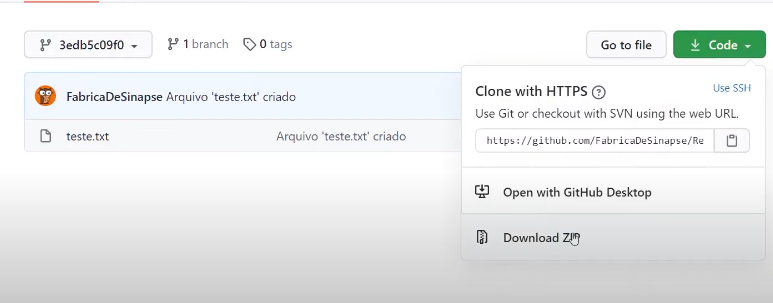 3edb5c09f0
1 branch
0 tags
Go to file
Code
FabricaDeSinapse Arquivo 'teste.txt' criado
teste.txt
Arquivo 'teste.txt' criado
Clone with HTTPS
Use SSH
Use Git or checkout with SVN using the web URL.
https://github.com/FabricaDeSinapse/Re
Open with GitHub Desktop
Download ZIP